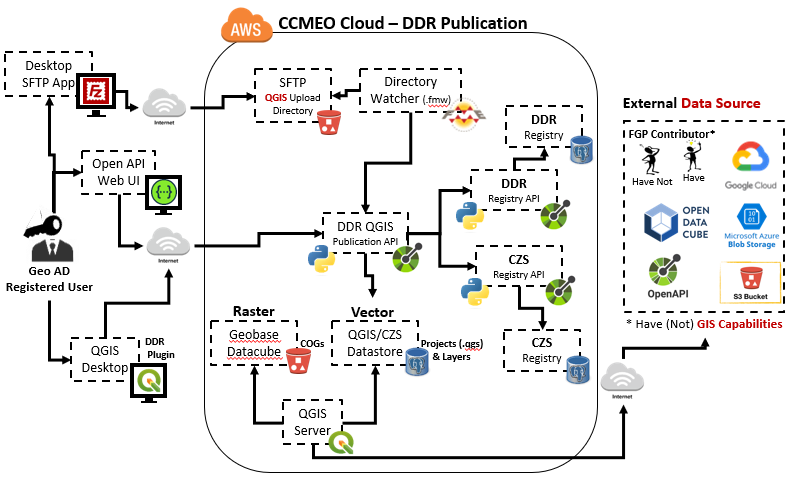 CCMEO Cloud – DDR Publication
AWS
Desktop
SFTP App
FZ
Internet
SFTP
QGIS Upload
Directory
Directory
Watcher (.fmw)
DDR
Registry
Open API
Web UI
{···}
DDR
Registry API
DDR QGIS
Publication API
Internet
Geo AD
Registered User
CZS
Registry API
QGIS
Desktop
DDR
Plugin
Raster
Geobase
Datacube
COGs
Vector
QGIS/CZS
Datastore
Projects (.qgs)
& Layers
CZS
Registry
QGIS
Server
Internet
External Data Source
FGP Contributor*
Have Not
Have
Google Cloud
OPEN
DATA
CUBE
10
01
Microsoft Azure
Blob Storage
OpenAPI
S3 Bucket
* Have (Not) GIS Capabilities